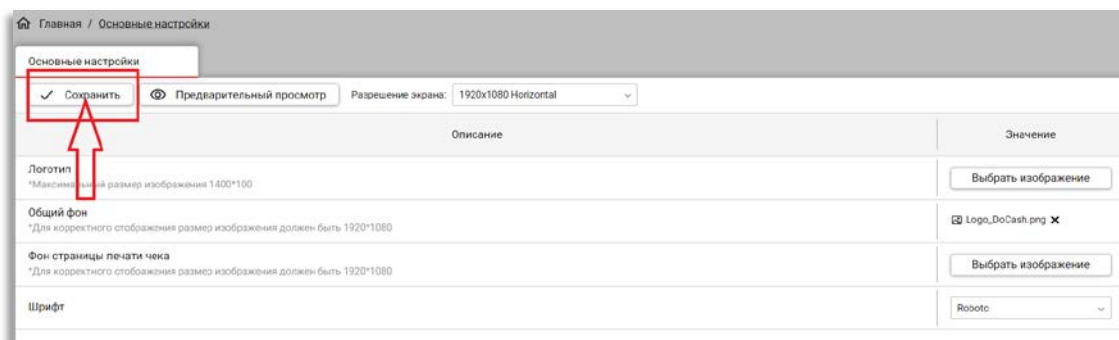 Главная / Основные настройки
Основные настройки
Сохранить Предварительный просмотр Разрешение экрана: 1920x1080 Horizontal
Описание Значение
Логотип
*Максимальный размер изображения 1400*100
Выбрать изображение
Общий фон
*Для корректного отображения размер изображения должен быть 1920*1080
Logo_DoCash.png
Фон страницы печати чека
*Для корректного отображения размер изображения должен быть 1920*1080
Выбрать изображение
Шрифт Roboto